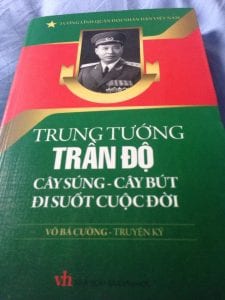 TƯỚNG LĨNH QUÂN ĐỘI NHÂN DÂN VIỆT NAM
TRUNG TƯỚNG
TRẦN ĐỘ
CÂY SÚNG - CÂY BÚT
ĐI SUỐT CUỘC ĐỜI
VÕ BÁ CƯỜNG - TRUYỆN KÝ
vh